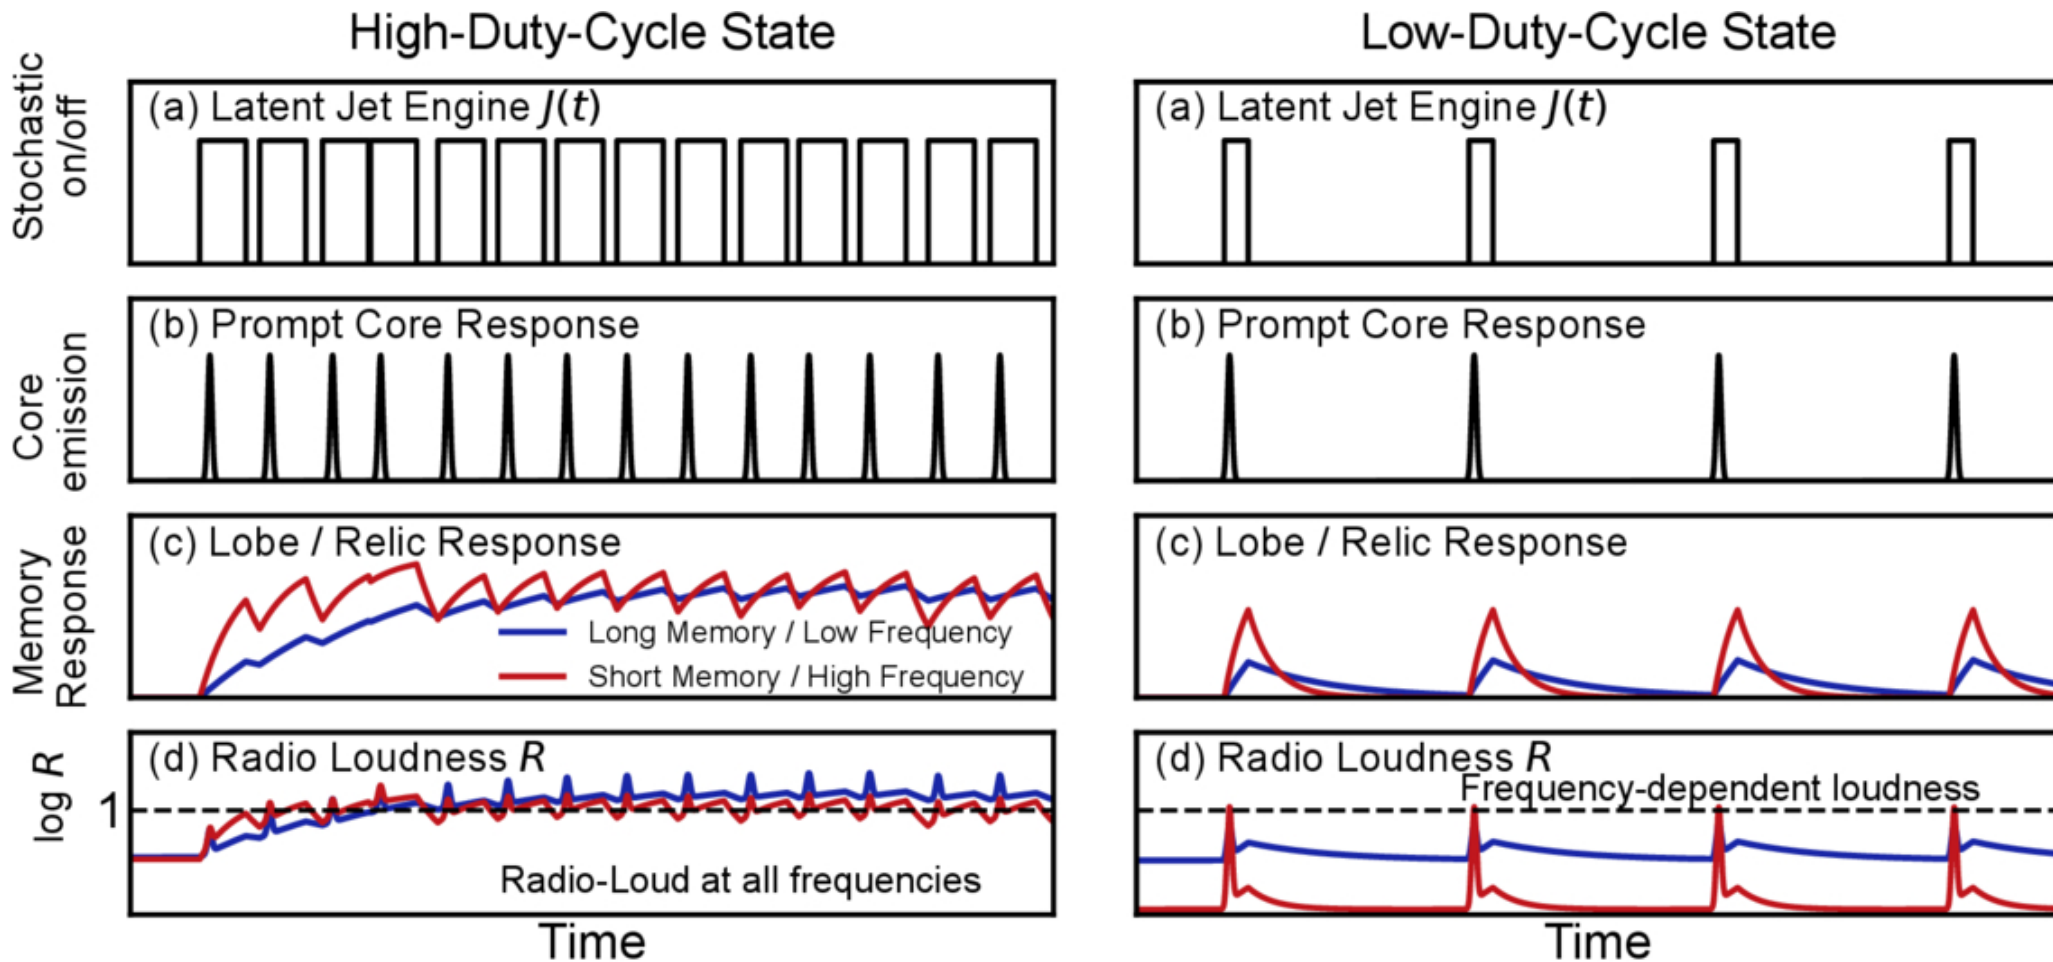 High-Duty-Cycle State
Low-Duty-Cycle State
Stochastic
on/off
(a) Latent Jet Engine J(t)
(a) Latent Jet Engine J(t)
Core
emission
(b) Prompt Core Response
(b) Prompt Core Response
Memory
Response
(c) Lobe / Relic Response
Long Memory / Low Frequency
Short Memory / High Frequency
(c) Lobe / Relic Response
log R
1
(d) Radio Loudness R
Radio-Loud at all frequencies
(d) Radio Loudness R
Frequency-dependent loudness
Time
Time